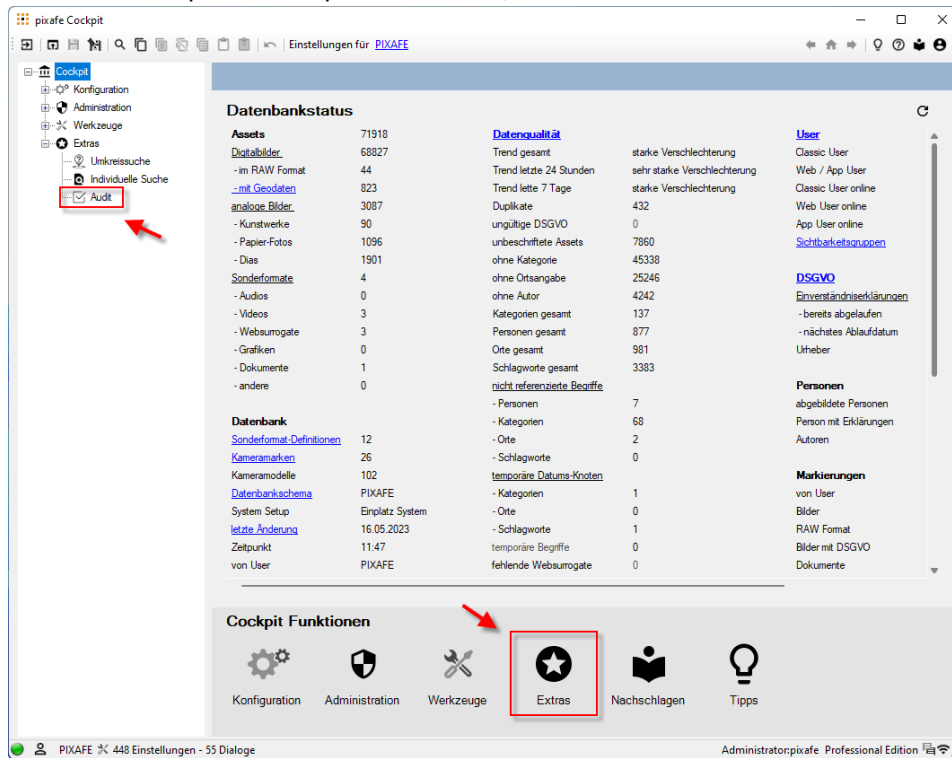 pixafe Cockpit
Einstellungen für PIXAFE
Cockpit
Konfiguration
Administration
Werkzeuge
Extras
Umkreissuche
Individuelle Suche
Audit
Datenbankstatus
Assets 71918 Datenqualität User
Digitalbilder 68827 Trend gesamt starke Verschlechterung Classic User
- im RAW Format 44 Trend letzte 24 Stunden sehr starke Verschlechterung Web / App User
- mit Geodaten 823 Trend lette 7 Tage starke Verschlechterung Classic User online
analoge Bilder 3087 Duplikate 432 Web User online
- Kunstwerke 90 ungültige DSGVO 0 App User online
- Papier-Fotos 1096 unbeschriftete Assets 7860 Sichtbarkeitsgruppen
- Dias 1901 ohne Kategorie 45338
Sonderformate 4 ohne Ortsangabe 25246 DSGVO
- Audios 0 ohne Autor 4242 Einverständniserklärungen
- Videos 3 Kategorien gesamt 137 - bereits abgelaufen
- Websurrogate 3 Personen gesamt 877 - nächstes Ablaufdatum
- Grafiken 0 Orte gesamt 981 Urheber
- Dokumente 1 Schlagworte gesamt 3383
- andere 0 nicht referenzierte Begriffe Personen
- Personen 7 abgebildete Personen
Datenbank - Kategorien 68 Person mit Erklärungen
Sonderformat-Definitionen 12 - Orte 2 Autoren
Kameramarken 26 - Schlagworte 0
Kameramodelle 102 temporäre Datums-Knoten Markierungen
Datenbankschema PIXAFE - Kategorien 1 von User
System Setup Einplatz System - Orte 0 Bilder
letzte Änderung 16.05.2023 - Schlagworte 1 RAW Format
Zeitpunkt 11:47 temporäre Begriffe 0 Bilder mit DSGVO
von User PIXAFE fehlende Websurrogate 0 Dokumente
Cockpit Funktionen
Konfiguration Administration Werkzeuge Extras Nachschlagen Tipps
PIXAFE 448 Einstellungen - 55 Dialoge Administrator:pixafe Professional Edition